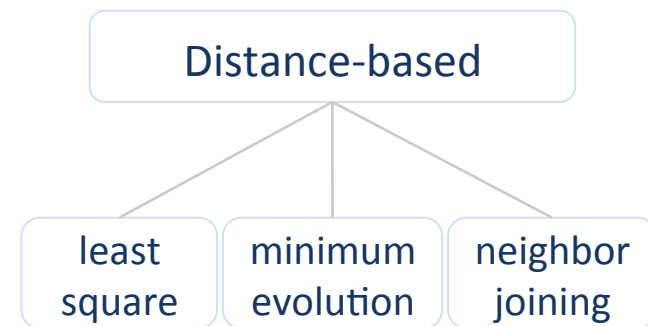 Distance-based
least
square
minimum
evolution
neighbor
joining